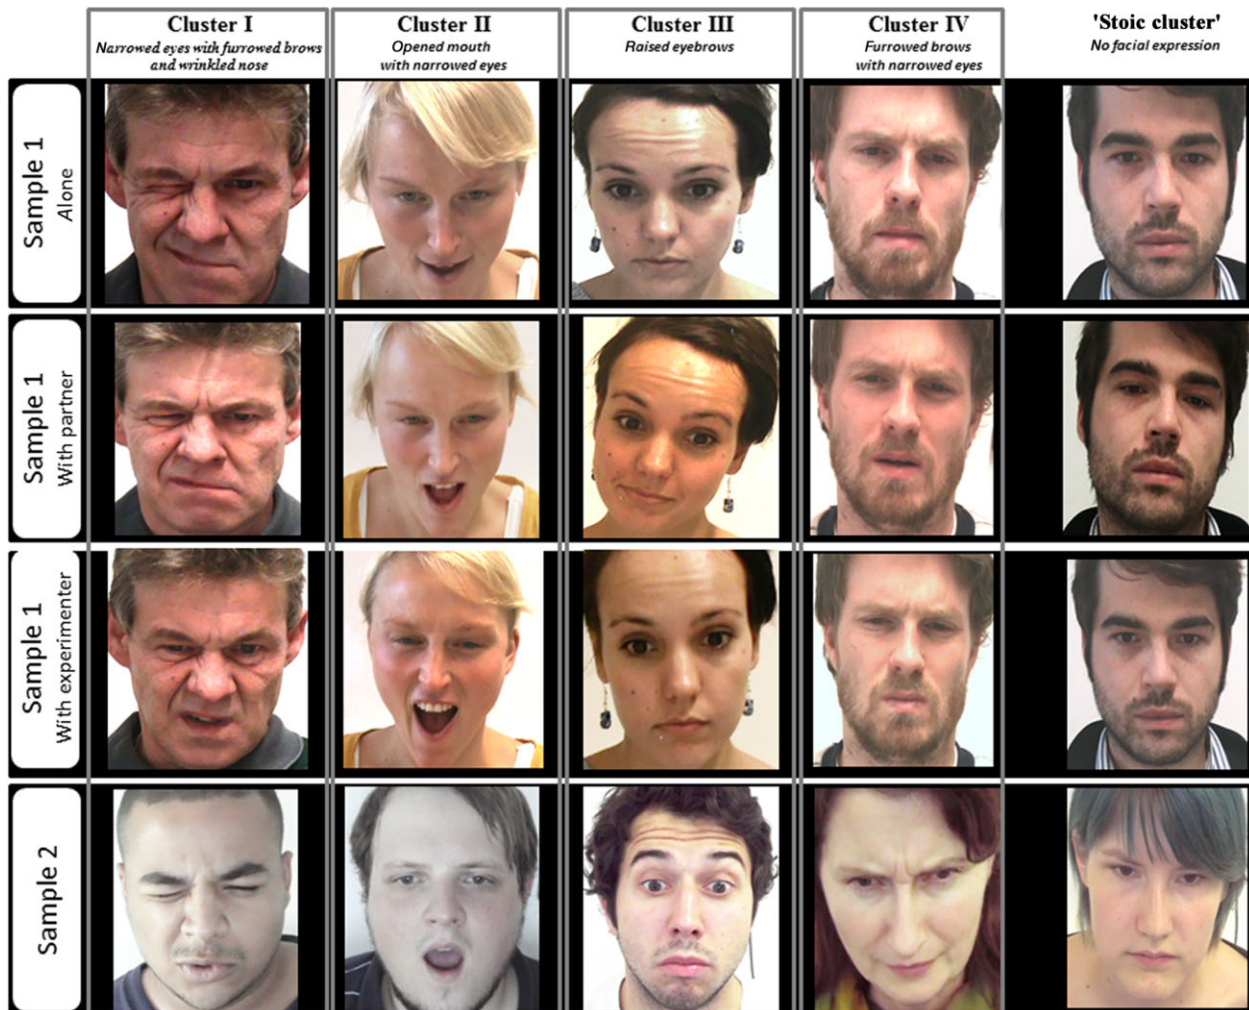 Cluster I
Narrowed eyes with furrowed brows
and wrinkled nose
Cluster II
Opened mouth
with narrowed eyes
Cluster III
Raised eyebrows
Cluster IV
Furrowed brows
with narrowed eyes
'Stoic cluster'
No facial expression
Sample 1
Alone
Sample 1
With partner
Sample 1
With experimenter
Sample 2